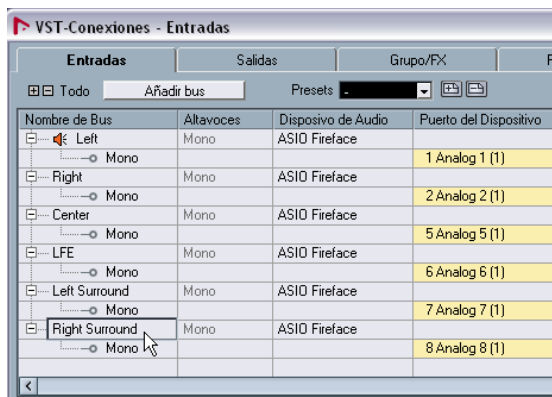 VST-Conexiones - Entradas
Entradas Salidas Grupo/FX
Todo Añadir bus Presets -
Nombre de Bus Altavoces Disposivo de Audio Puerto del Dispositivo
Left Mono ASIO Fireface
Mono 1 Analog 1 (1)
Right Mono ASIO Fireface
Mono 2 Analog 2 (1)
Center Mono ASIO Fireface
Mono 5 Analog 5 (1)
LFE Mono ASIO Fireface
Mono 6 Analog 6 (1)
Left Surround Mono ASIO Fireface
Mono 7 Analog 7 (1)
Right Surround Mono ASIO Fireface
Mono 8 Analog 8 (1)